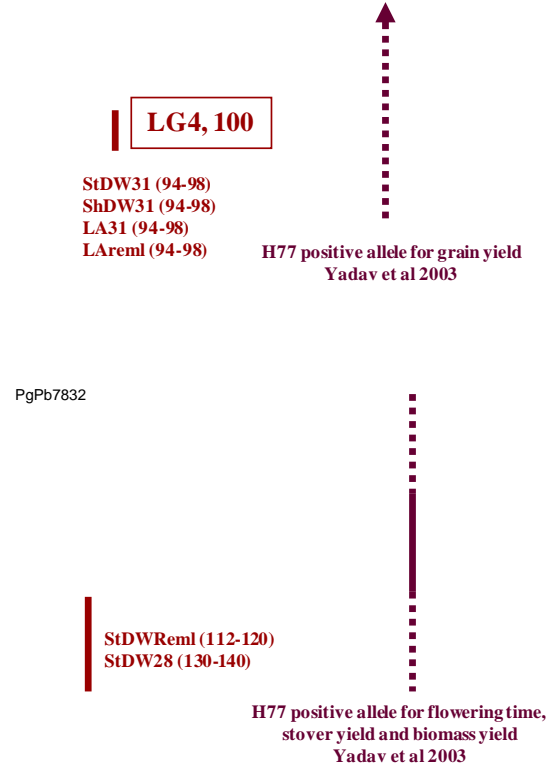 LG4, 100
StDW31 (94-98)
ShDW31 (94-98)
LA31 (94-98)
LAreml (94-98)
H77 positive allele for grain yield
Yadav et al 2003
PgPb7832
StDWReml (112-120)
StDW28 (130-140)
H77 positive allele for flowering time,
stover yield and biomass yield
Yadav et al 2003